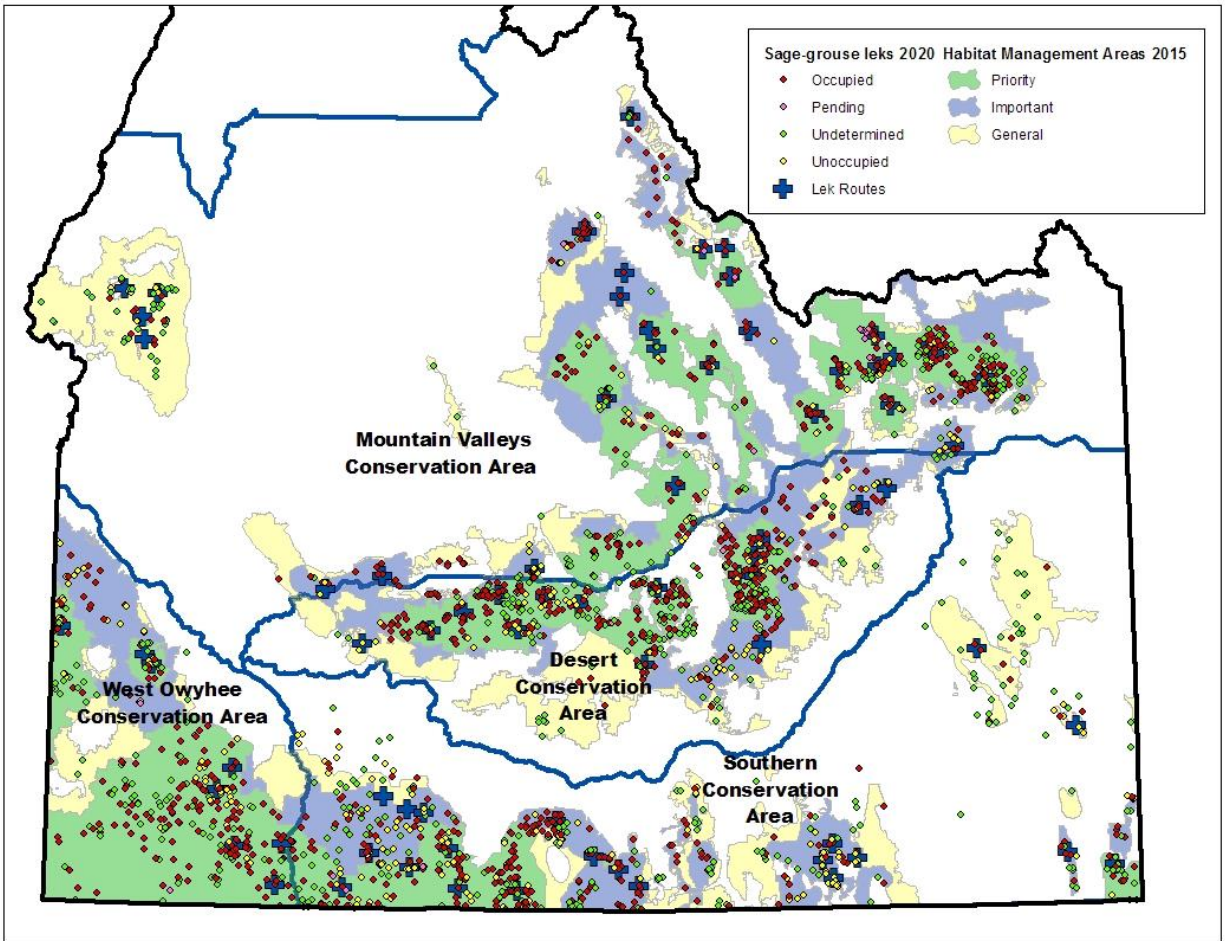 Sage-grouse leks 2020 Habitat Management Areas 2015
Occupied Priority
Pending Important
Undetermined General
Unoccupied
Lek Routes
Mountain Valleys
Conservation Area
Desert
Conservation
Area
West Owyhee
Conservation Area
Southern
Conservation
Area